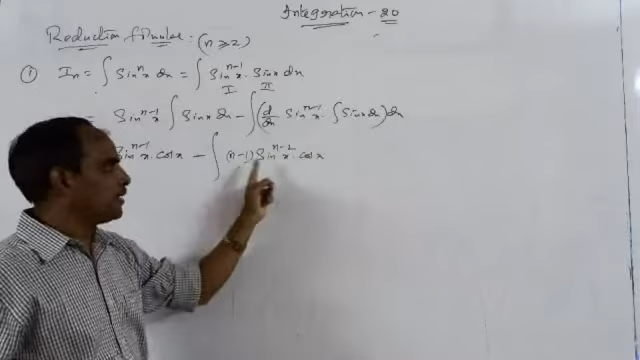 Integration - 20
Reduction formulae : (n ≥ 2)
① Iₙ = ∫ Sinⁿx dx = ∫ Sinⁿ⁻¹x · Sinx dx
I II
= Sinⁿ⁻¹x ∫ Sinx dx − ∫ (d/dx Sinⁿ⁻¹x · ∫ Sinx dx) dx
Sinⁿ⁻¹x · Cosx − ∫ (n−1) Sinⁿ⁻²x · Cosx